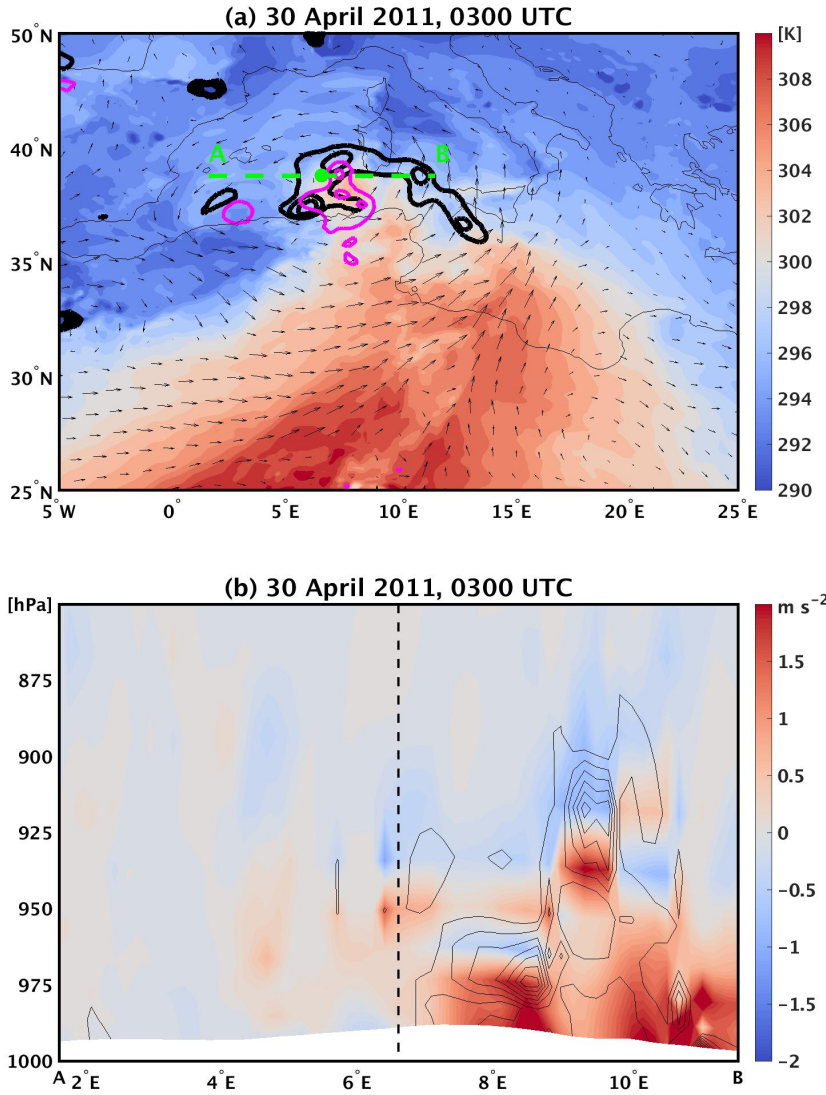 (a) 30 April 2011, 0300 UTC
50°N
40°N
35°N
30°N
25°N
5°W 0° 5°E 10°E 15°E 20°E 25°E
A
B
[K]
308
306
304
302
300
298
296
294
292
290
(b) 30 April 2011, 0300 UTC
[hPa]
875
900
925
950
975
1000
A 2°E 4°E 6°E 8°E 10°E B
m s⁻²
1.5
1
0.5
0
−0.5
−1
−1.5
−2